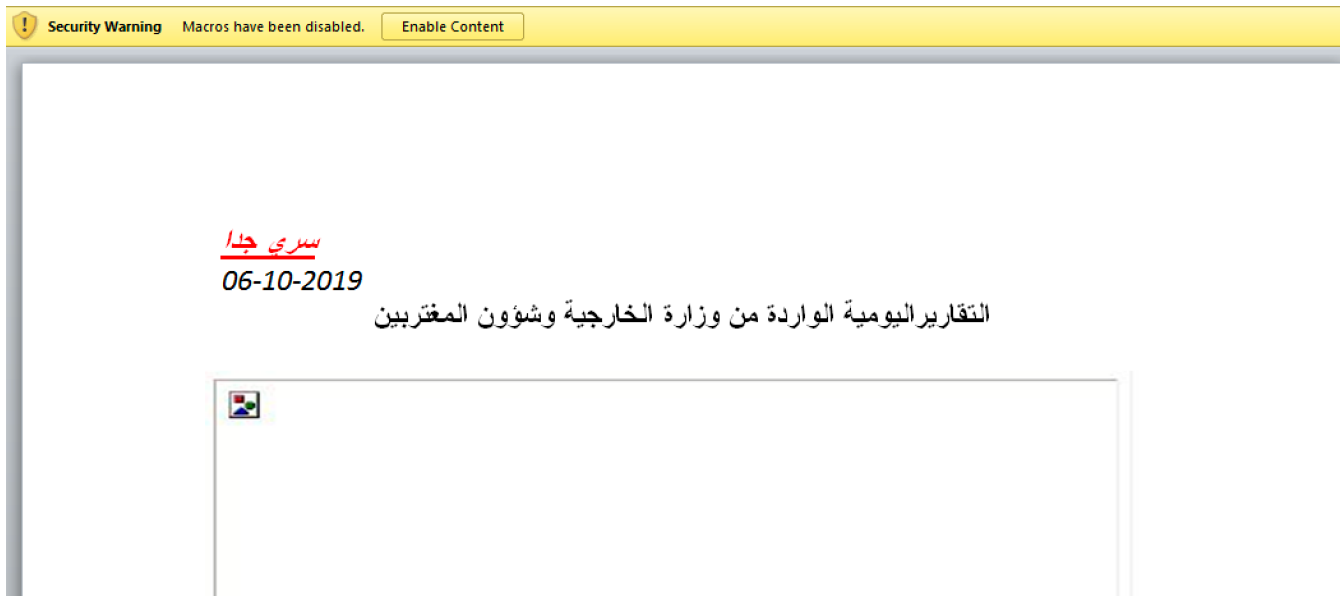 Security Warning Macros have been disabled. Enable Content
سري جدا
06-10-2019
التقاريراليومية الواردة من وزارة الخارجية وشؤون المغتربين